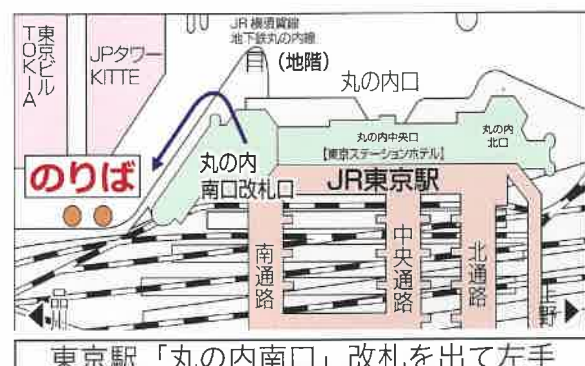 東京ビル
TOKIA
JPタワー
KITTE
JR横須賀線
地下鉄丸の内線
(地階)
丸の内口
丸の内中央口
丸の内
北口
【東京ステーションホテル】
丸の内
南口改札口
のりば
JR東京駅
南通路
中央通路
北通路
品川
上野
東京駅「丸の内南口」改札を出て左手